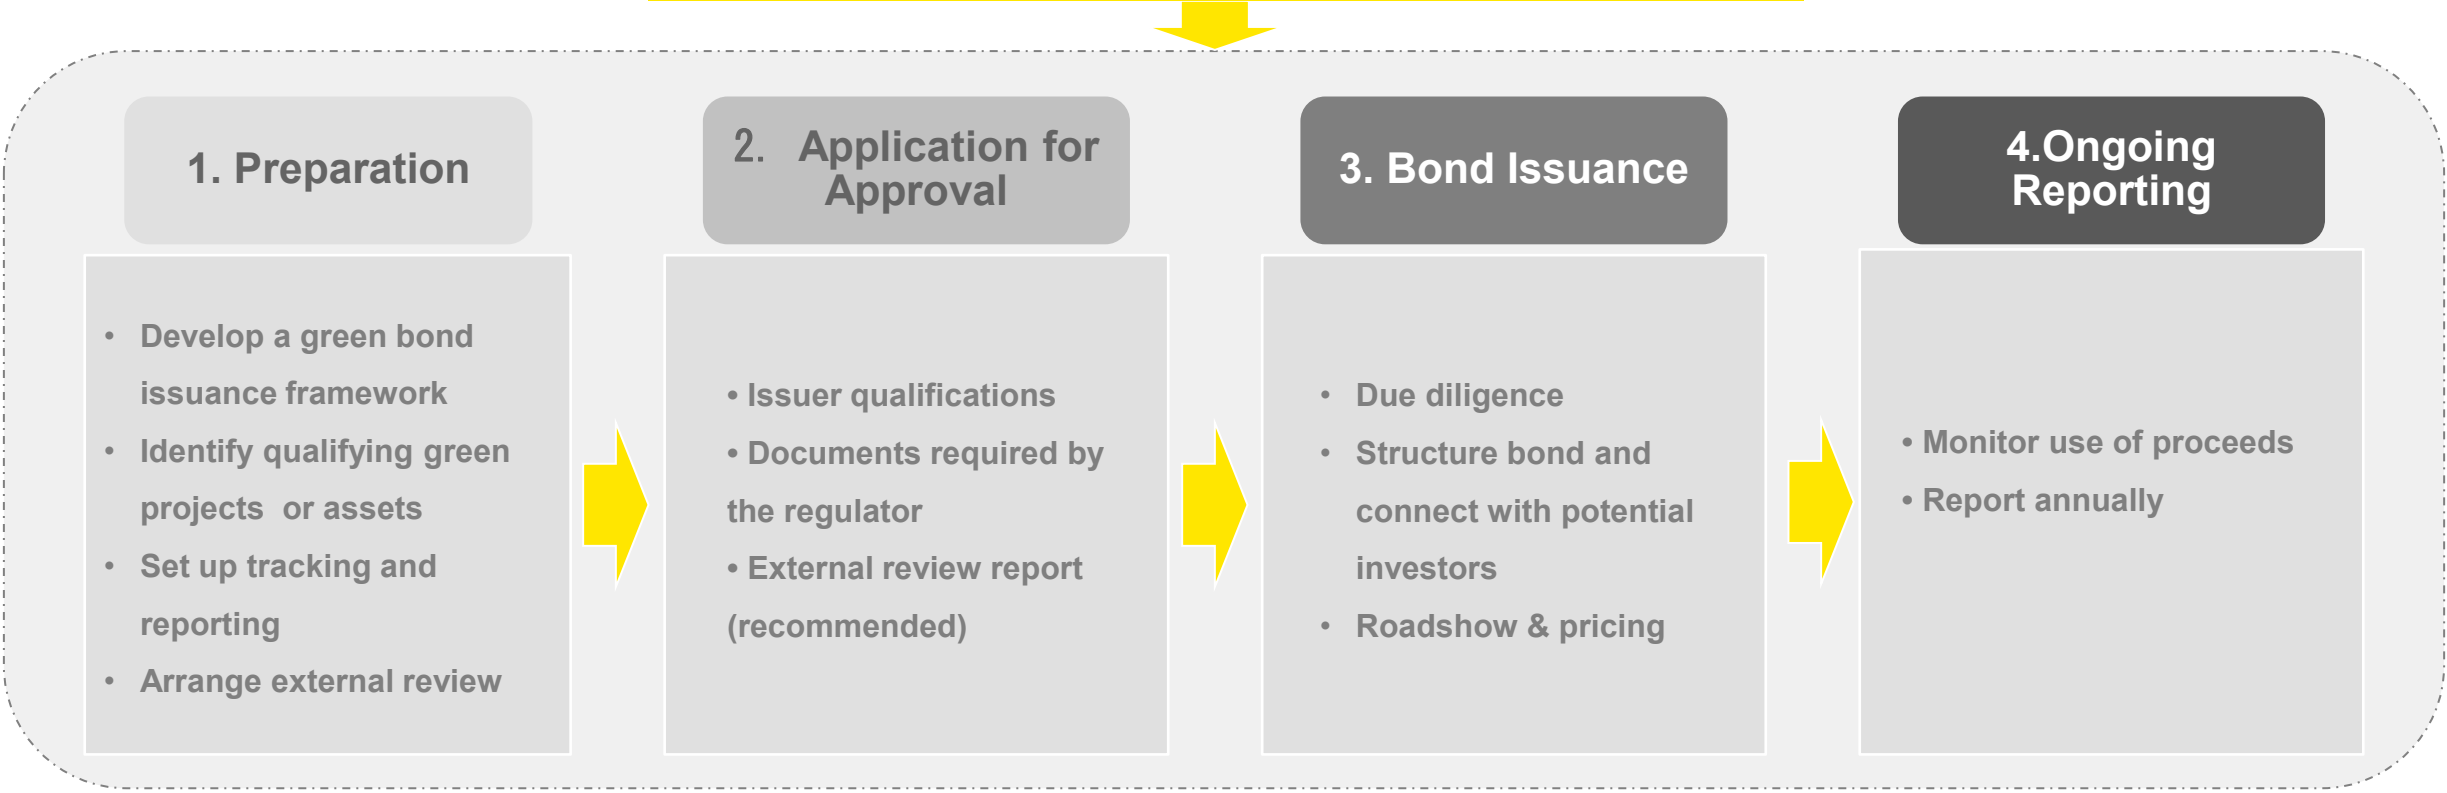 1. Preparation
• Develop a green bond
issuance framework
• Identify qualifying green
projects or assets
• Set up tracking and
reporting
• Arrange external review
2. Application for
Approval
• Issuer qualifications
• Documents required by
the regulator
• External review report
(recommended)
3. Bond Issuance
• Due diligence
• Structure bond and
connect with potential
investors
• Roadshow & pricing
4.Ongoing
Reporting
• Monitor use of proceeds
• Report annually